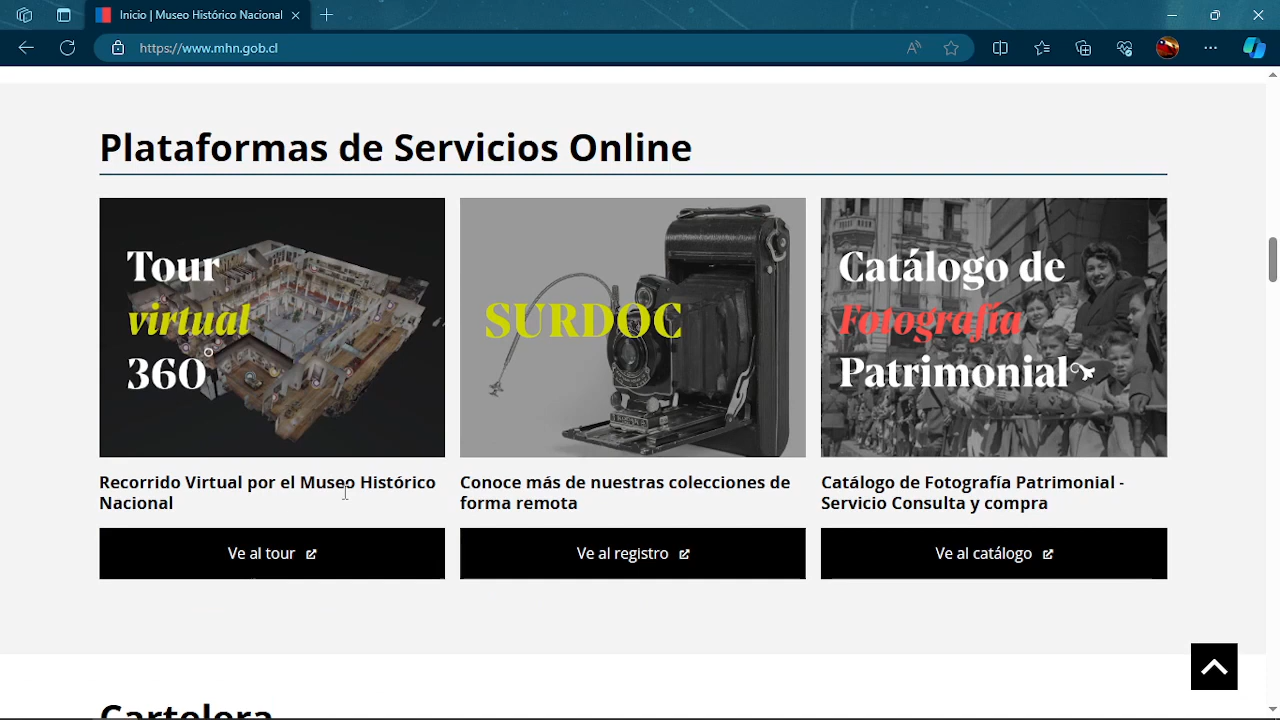 Inicio | Museo Histórico Nacional
https://www.mhn.gob.cl
Plataformas de Servicios Online
Tour
virtual
360°
SURDOC
Catálogo de
Fotografía
Patrimonial
Recorrido Virtual por el Museo Histórico
Nacional
Conoce más de nuestras colecciones de
forma remota
Catálogo de Fotografía Patrimonial -
Servicio Consulta y compra
Ve al tour
Ve al registro
Ve al catálogo
Cartelera